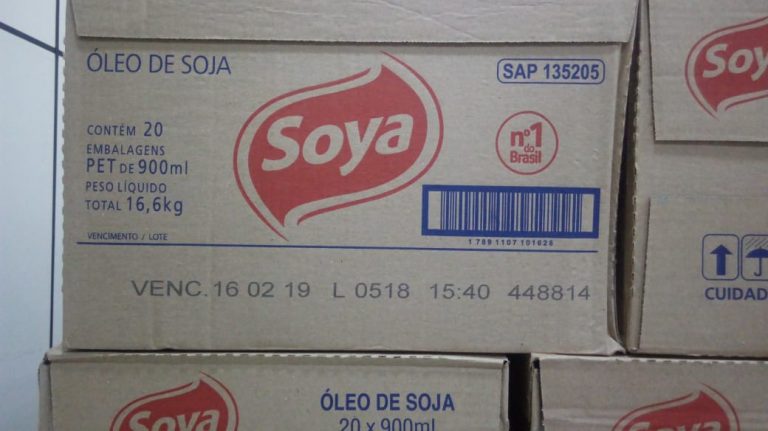 ÓLEO DE SOJA
CONTÉM 20
EMBALAGENS
PET DE 900ml
PESO LÍQUIDO
TOTAL 16,6kg
VENCIMENTO / LOTE
Soya
SAP 135205
nº1
do
Brasil
1 789 1107 101628
VENC. 16 02 19 L 0518 15:40 448814
Soy
CUIDAD
Soya
ÓLEO DE SOJA
20 x 900ml
Soya